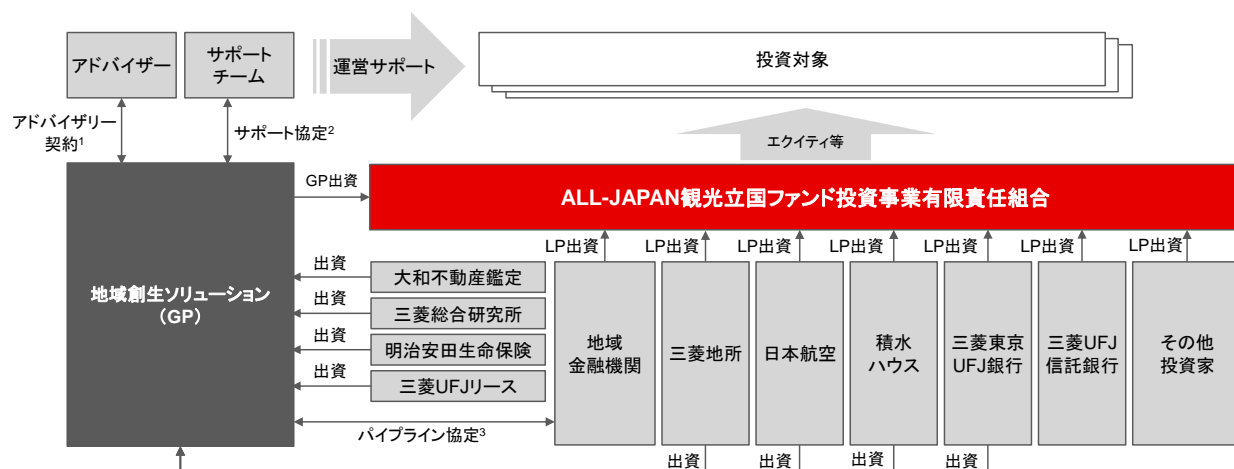 アドバイザー
サポート
チーム
運営サポート
投資対象
アドバイザリー
契約1
サポート協定2
エクイティ等
GP出資
ALL-JAPAN観光立国ファンド投資事業有限責任組合
LP出資
LP出資
LP出資
LP出資
LP出資
LP出資
LP出資
地域創生ソリューション
（GP）
出資
大和不動産鑑定
出資
三菱総合研究所
出資
明治安田生命保険
出資
三菱UFJリース
地域
金融機関
三菱地所
日本航空
積水
ハウス
三菱東京
UFJ銀行
三菱UFJ
信託銀行
その他
投資家
パイプライン協定3
出資
出資
出資
出資